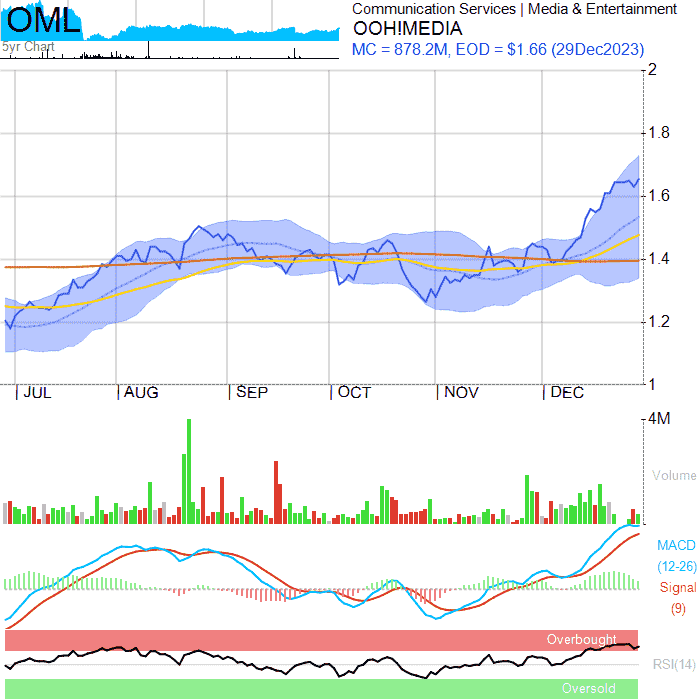 OML
5yr Chart
Communication Services | Media & Entertainment
OOH!MEDIA
MC = 878.2M, EOD = $1.66 (29Dec2023)
2
1.8
1.6
1.4
1.2
1
JUL
AUG
SEP
OCT
NOV
DEC
4M
Volume
MACD
(12-26)
Signal
(9)
Overbought
RSI(14)
Oversold